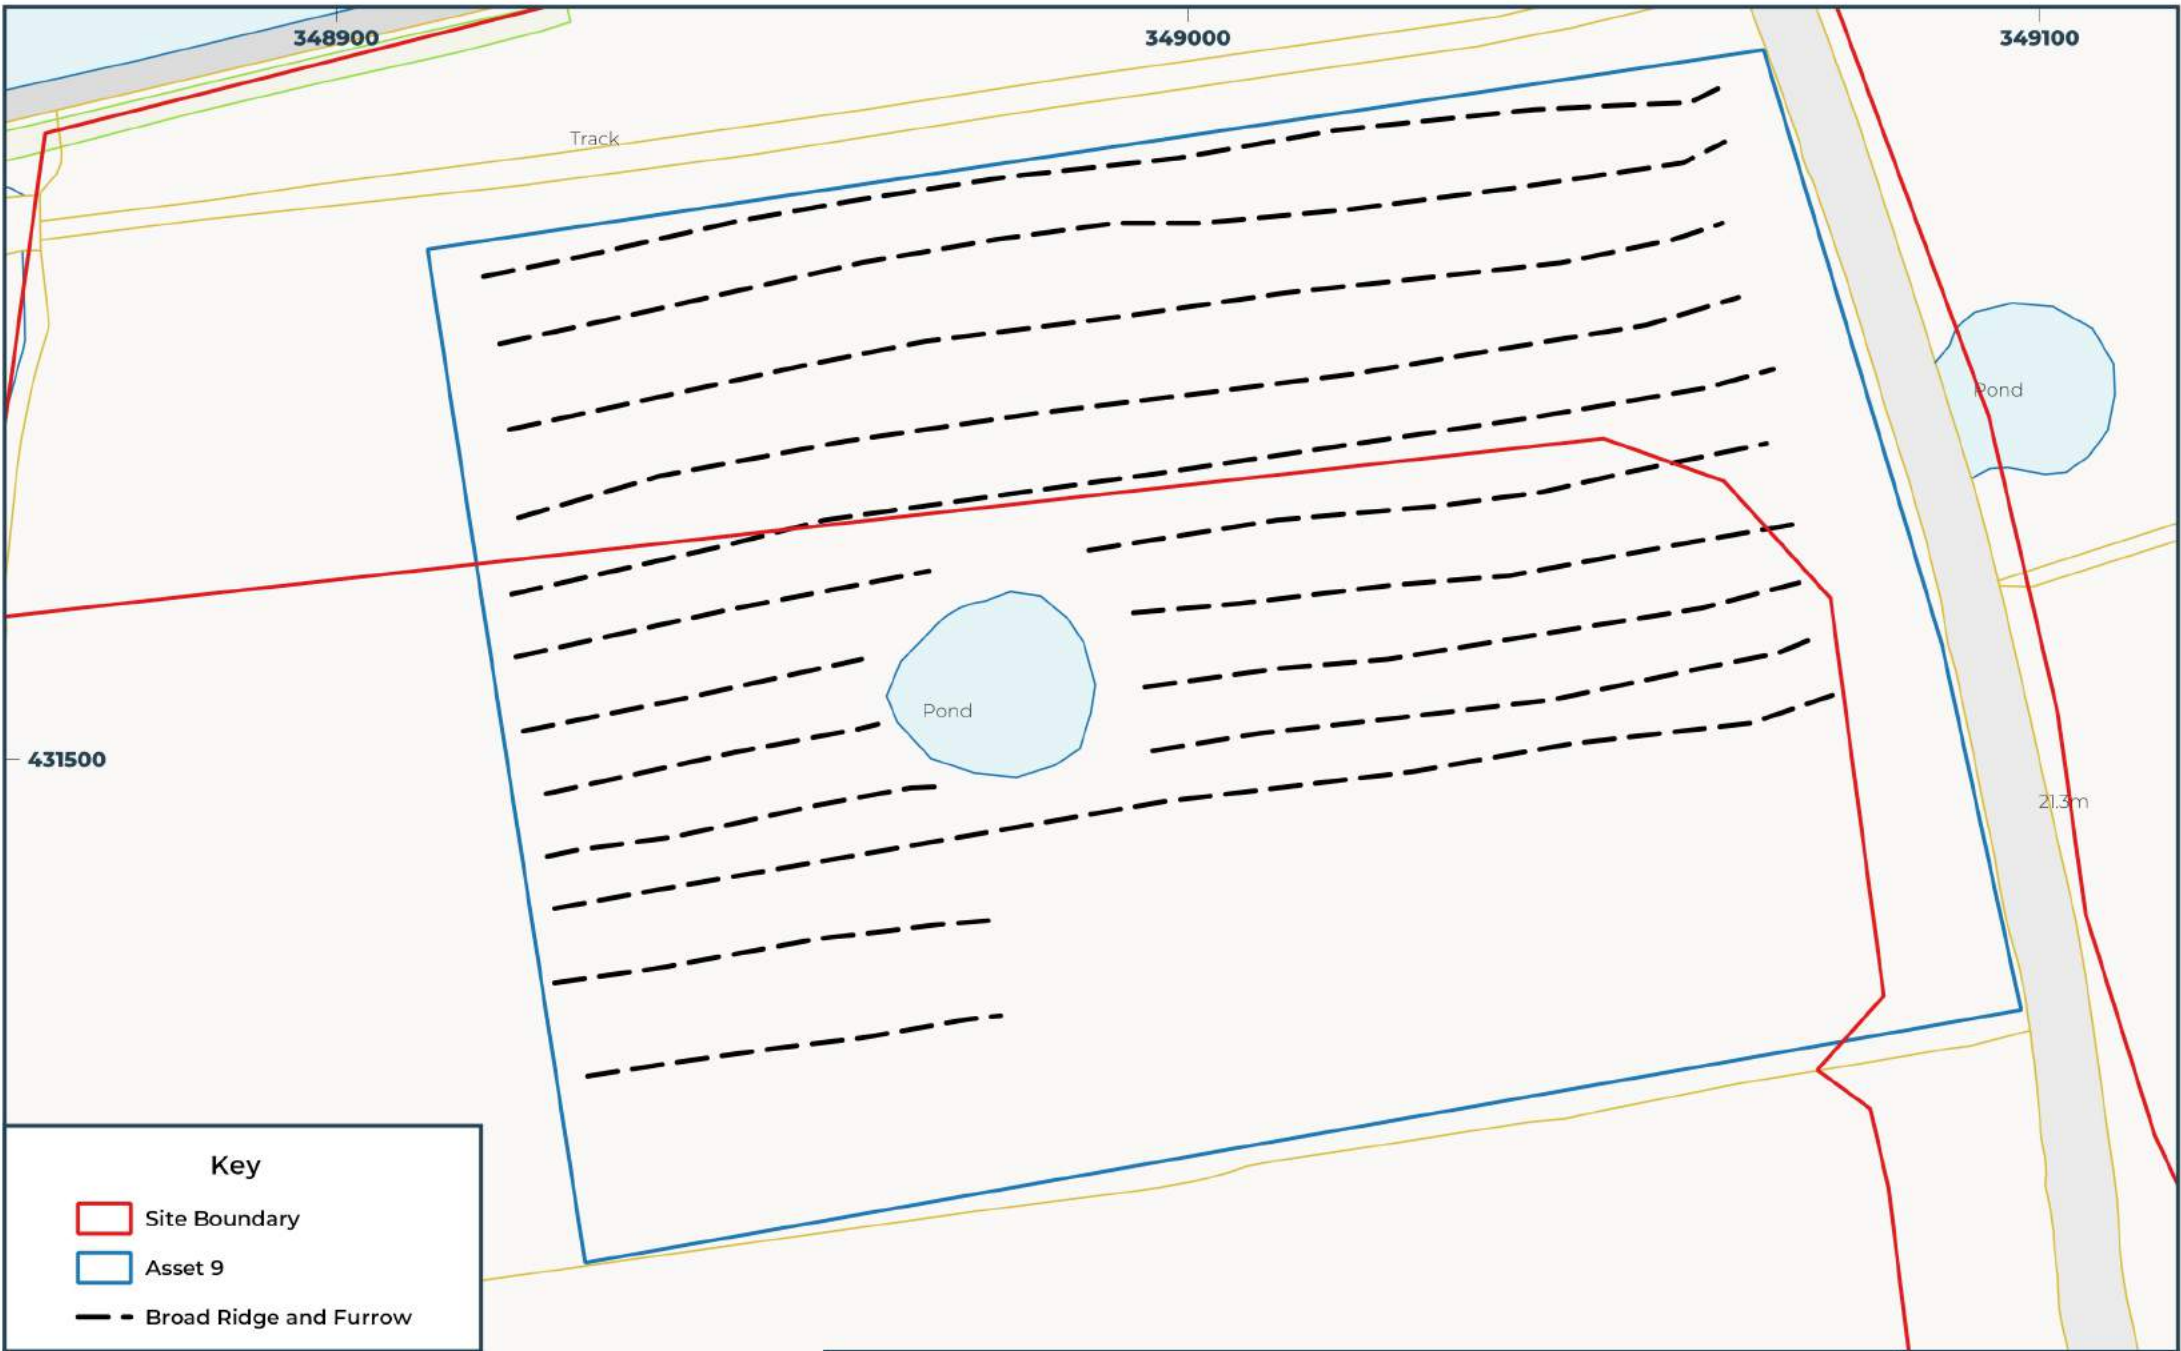 348900
349000
349100
Track
Pond
Pond
431500
21.3m
Key
Site Boundary
Asset 9
Broad Ridge and Furrow